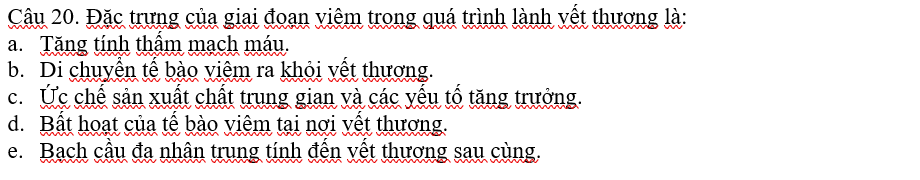 Câu 20. Đặc trưng của giai đoạn viêm trong quá trình lành vết thương là:
a. Tăng tính thấm mạch máu.
b. Di chuyển tế bào viêm ra khỏi vết thương.
c. Ức chế sản xuất chất trung gian và các yếu tố tăng trưởng.
d. Bất hoạt của tế bào viêm tại nơi vết thương.
e. Bạch cầu đa nhân trung tính đến vết thương sau cùng.